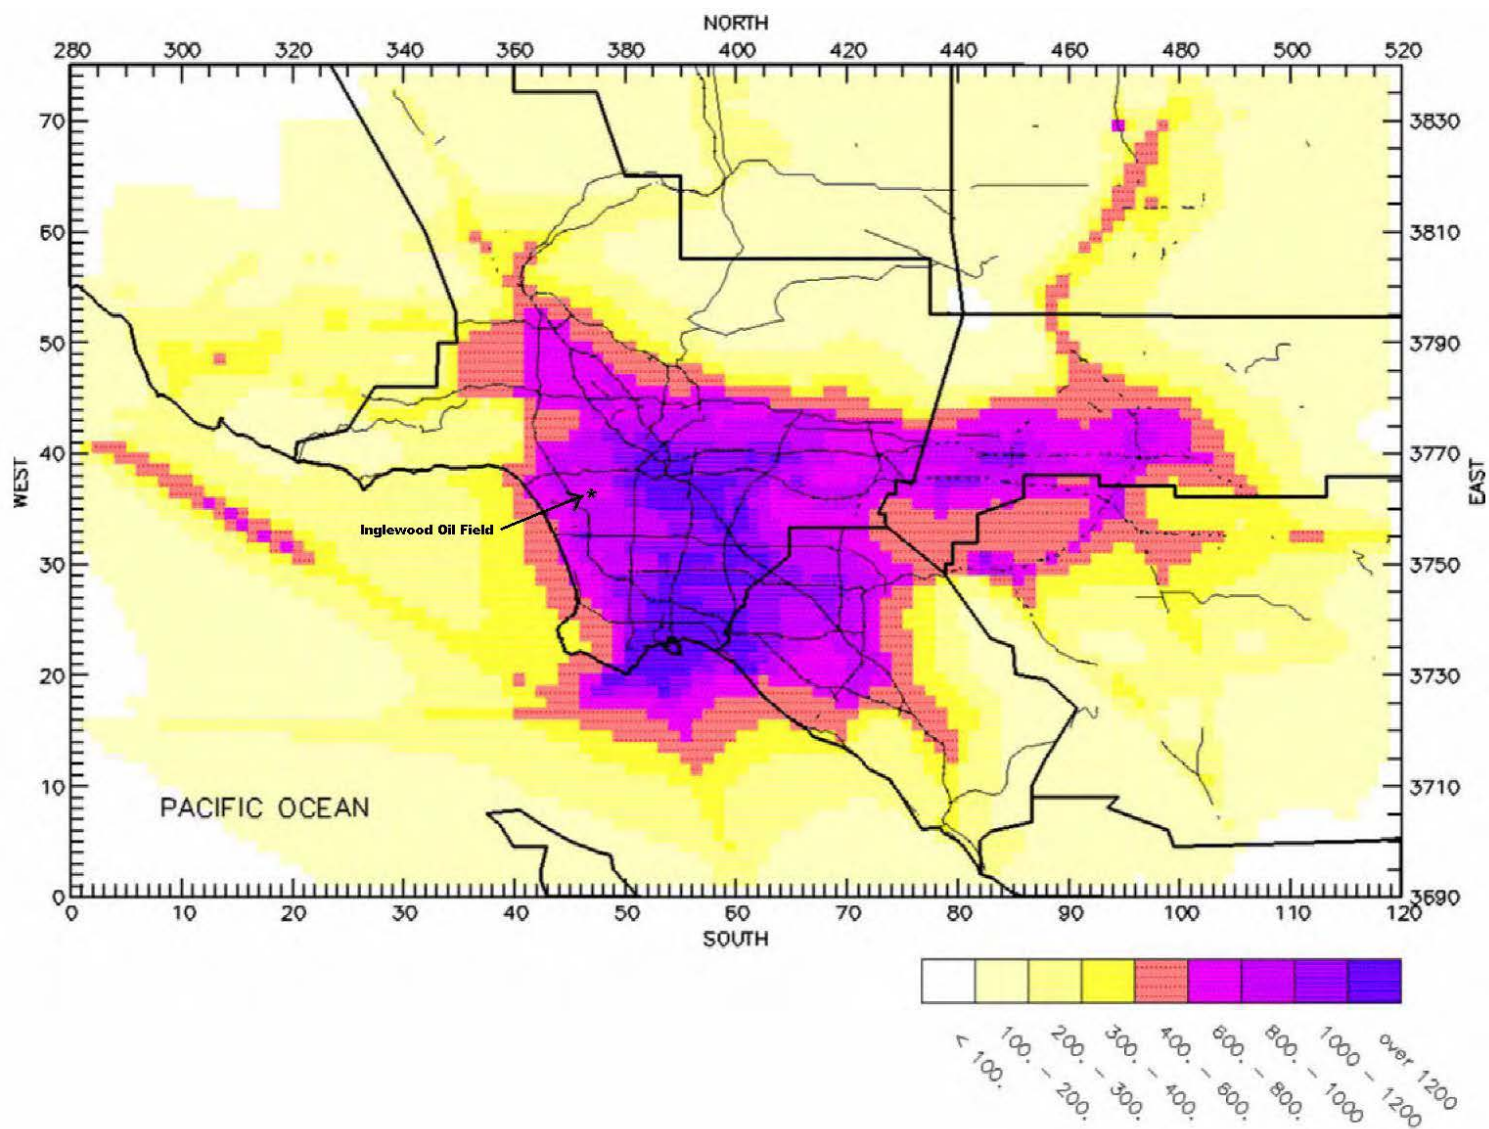 NORTH
280 300 320 340 360 380 400 420 440 460 480 500 520
70 3830
60 3810
50 3790
40 3770
WEST EAST
Inglewood Oil Field
*
30 3750
20 3730
10 3710
PACIFIC OCEAN
0 3690
0 10 20 30 40 50 60 70 80 90 100 110 120
SOUTH
< 100.
100. - 200.
200. - 300.
300. - 400.
400. - 600.
600. - 800.
800. - 1000
1000 - 1200
over 1200